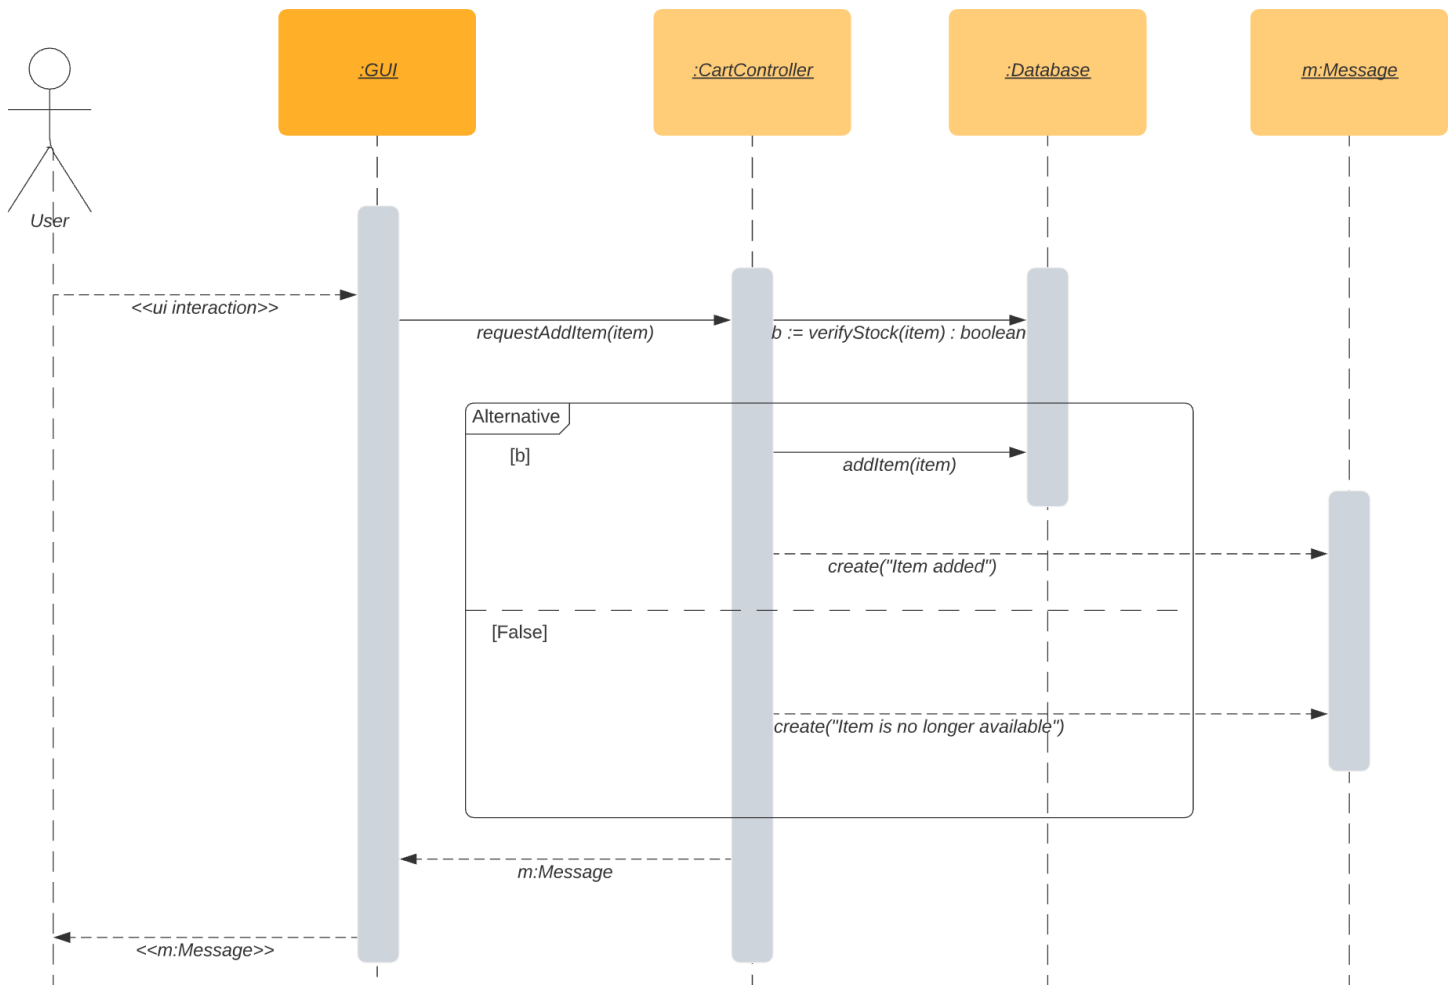 :GUI
:CartController
:Database
m:Message
User
<<ui interaction>>
requestAddItem(item)
b := verifyStock(item) : boolean
Alternative
[b]
addItem(item)
create("Item added")
[False]
create("Item is no longer available")
m:Message
<<m:Message>>